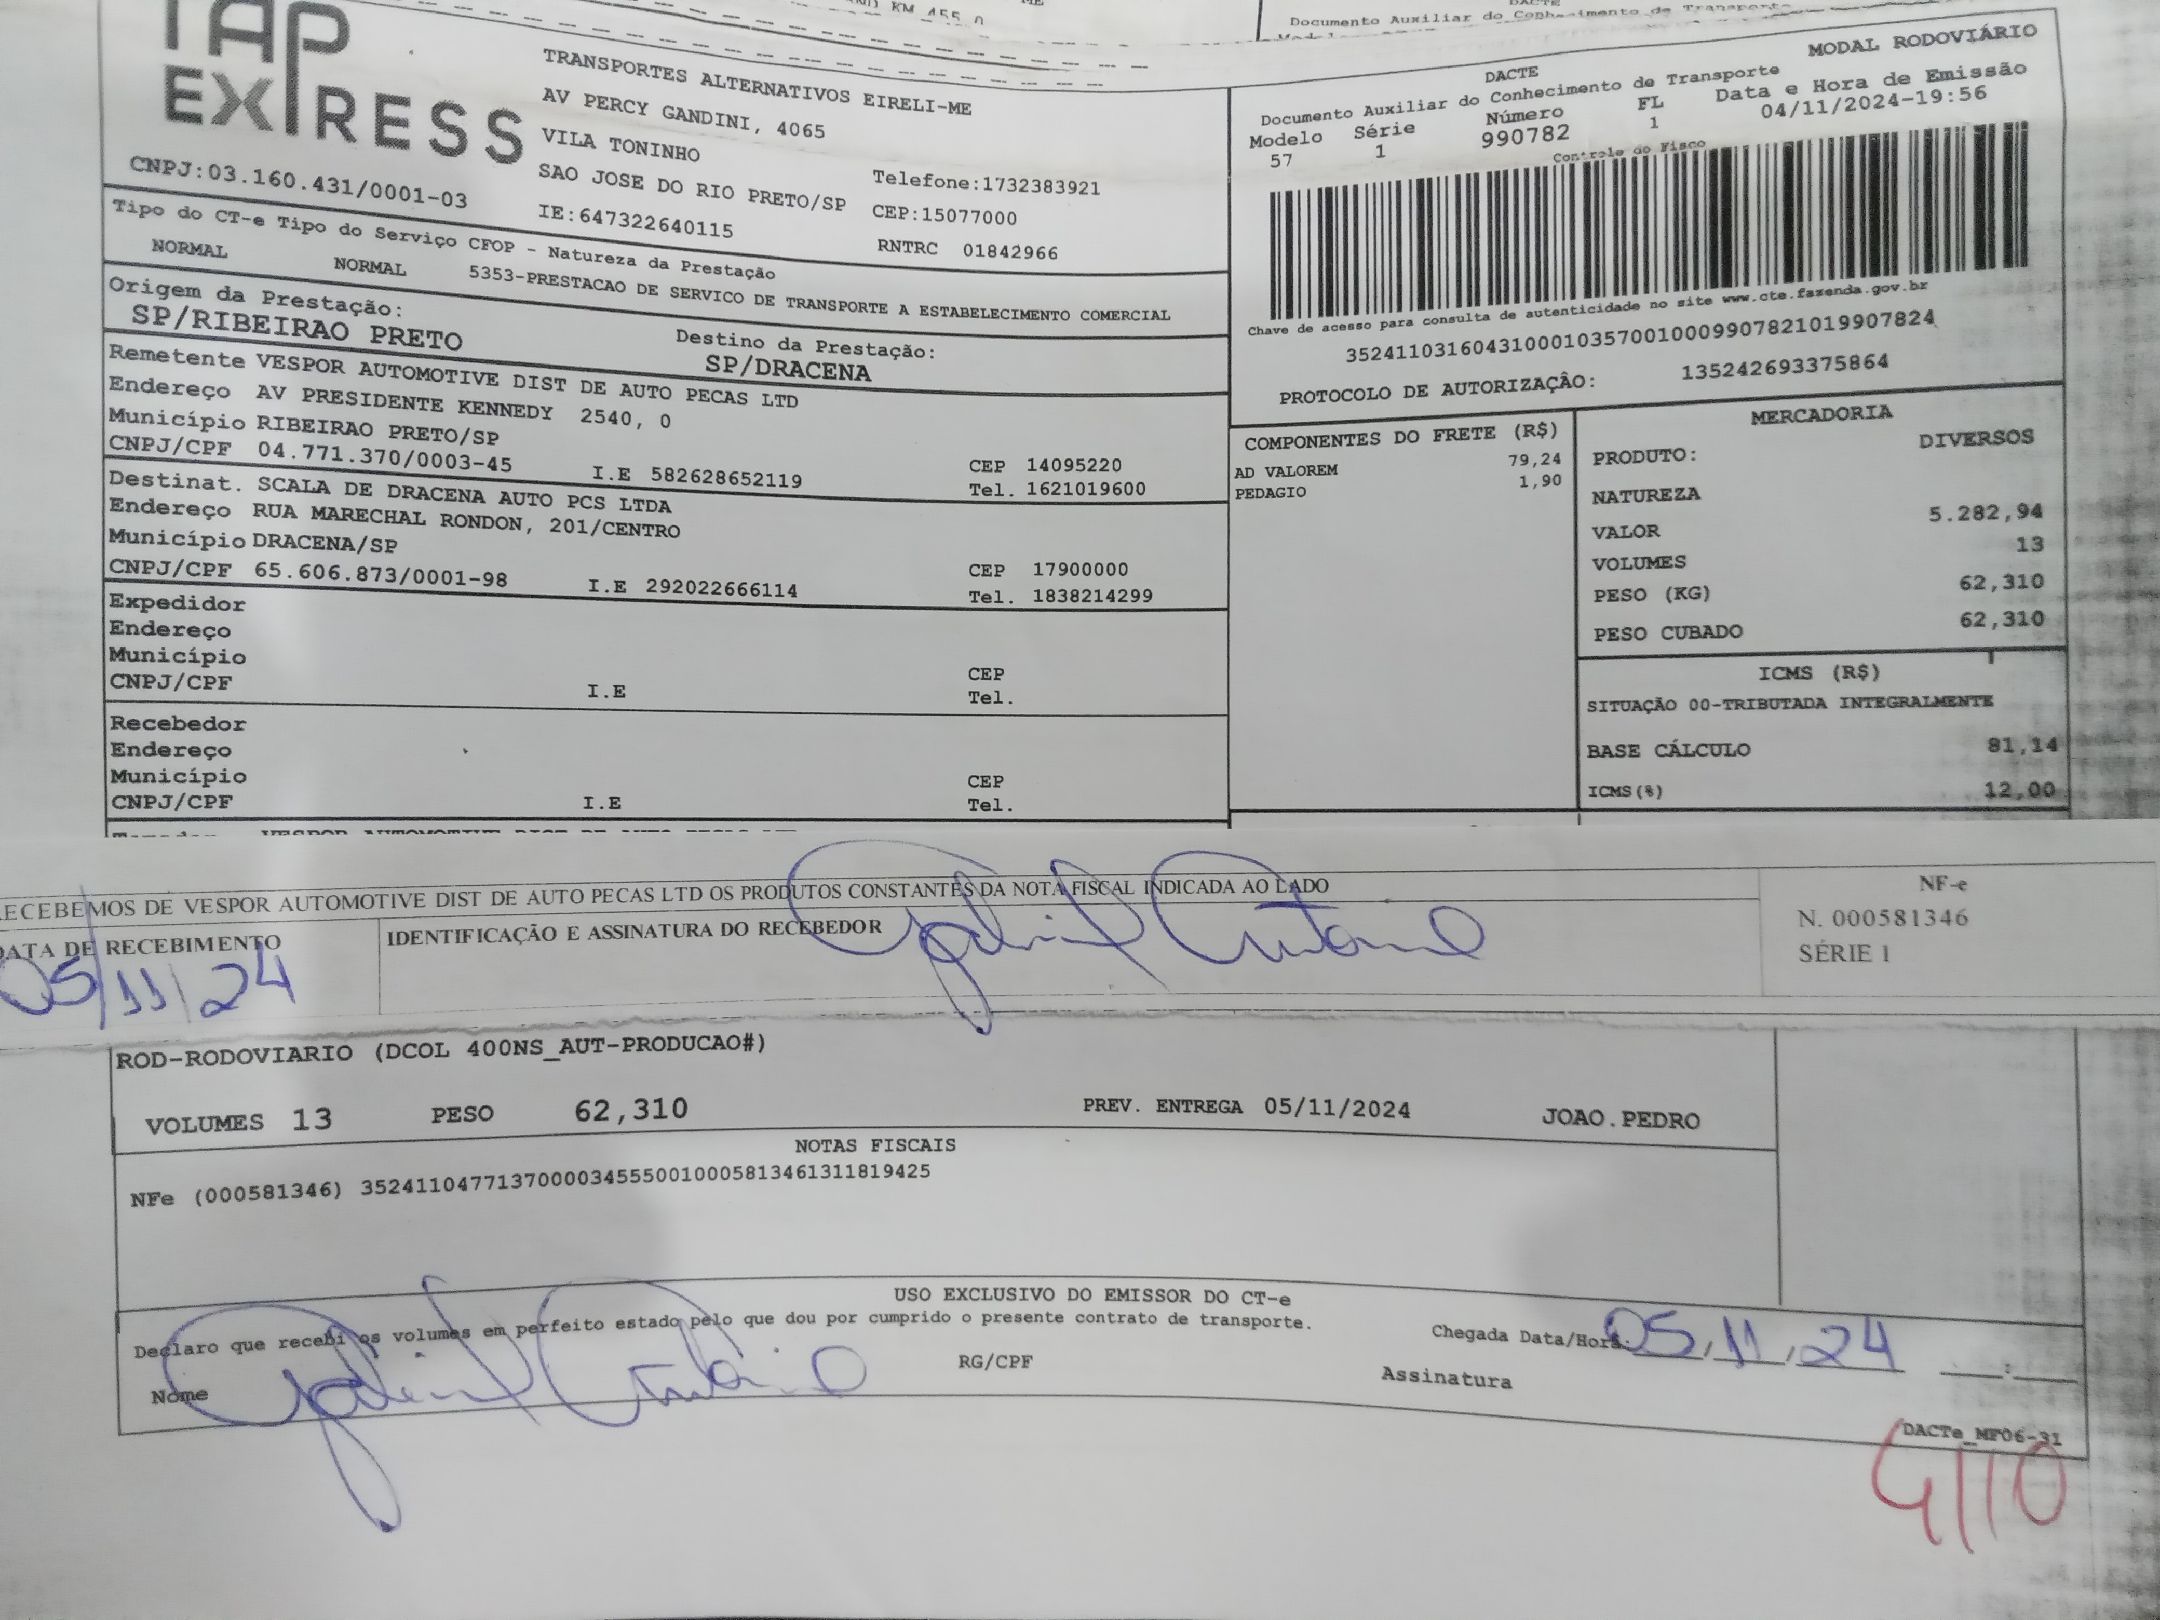 KM 455,0
DACTE
Documento Auxiliar do Conhecimento de Transporte
TAP
EXPRESS
CNPJ:03.160.431/0001-03
TRANSPORTES ALTERNATIVOS EIRELI-ME
AV PERCY GANDINI, 4065
VILA TONINHO
SAO JOSE DO RIO PRETO/SP
IE:647322640115
Telefone:1732383921
CEP:15077000
RNTRC 01842966
DACTE
MODAL RODOVIÁRIO
Documento Auxiliar do Conhecimento de Transporte
Data e Hora de Emissão
Modelo Série Número FL
04/11/2024-19:56
57 1 990782 1
Controle do Fisco
Chave de acesso para consulta de autenticidade no site www.cte.fazenda.gov.br
35241103160431000103570010009907821019907824
PROTOCOLO DE AUTORIZAÇÃO: 135242693375864
Tipo do CT-e Tipo do Serviço CFOP - Natureza da Prestação
NORMAL NORMAL 5353-PRESTACAO DE SERVICO DE TRANSPORTE A ESTABELECIMENTO COMERCIAL
Origem da Prestação:
SP/RIBEIRAO PRETO
Destino da Prestação:
SP/DRACENA
Remetente VESPOR AUTOMOTIVE DIST DE AUTO PECAS LTD
Endereço AV PRESIDENTE KENNEDY 2540, 0
Município RIBEIRAO PRETO/SP
CEP 14095220
CNPJ/CPF 04.771.370/0003-45 I.E 582628652119
Tel. 1621019600
Destinat. SCALA DE DRACENA AUTO PCS LTDA
Endereço RUA MARECHAL RONDON, 201/CENTRO
Município DRACENA/SP
CEP 17900000
CNPJ/CPF 65.606.873/0001-98 I.E 292022666114
Tel. 1838214299
Expedidor
Endereço
Município
CEP
CNPJ/CPF I.E Tel.
Recebedor
Endereço
Município
CEP
CNPJ/CPF I.E Tel.
COMPONENTES DO FRETE (R$)
AD VALOREM 79,24
PEDAGIO 1,90
MERCADORIA
PRODUTO: DIVERSOS
NATUREZA
VALOR 5.282,94
VOLUMES 13
PESO (KG) 62,310
PESO CUBADO 62,310
ICMS (R$)
SITUAÇÃO 00-TRIBUTADA INTEGRALMENTE
BASE CÁLCULO 81,14
ICMS(%) 12,00
ECEBEMOS DE VESPOR AUTOMOTIVE DIST DE AUTO PECAS LTD OS PRODUTOS CONSTANTES DA NOTA FISCAL INDICADA AO LADO
NF-e
N. 000581346
SÉRIE 1
DATA DE RECEBIMENTO
05/11/24
IDENTIFICAÇÃO E ASSINATURA DO RECEBEDOR
ROD-RODOVIARIO (DCOL 400NS_AUT-PRODUCAO#)
VOLUMES 13 PESO 62,310 PREV. ENTREGA 05/11/2024 JOAO.PEDRO
NOTAS FISCAIS
NFe (000581346) 35241104771370000345550010005813461311819425
USO EXCLUSIVO DO EMISSOR DO CT-e
Declaro que recebi os volumes em perfeito estado pelo que dou por cumprido o presente contrato de transporte.
Chegada Data/Hora: 05/11/24 :
Nome RG/CPF Assinatura
DACTe_MF06-31